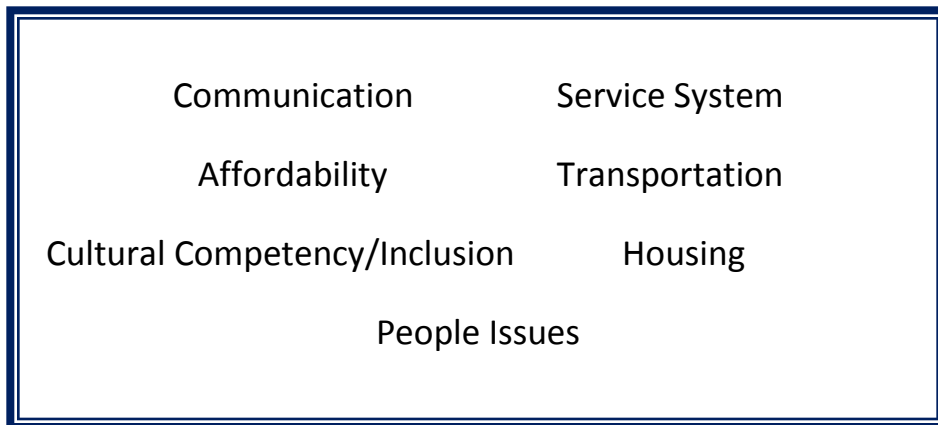 Communication Service System
Affordability Transportation
Cultural Competency/Inclusion Housing
People Issues